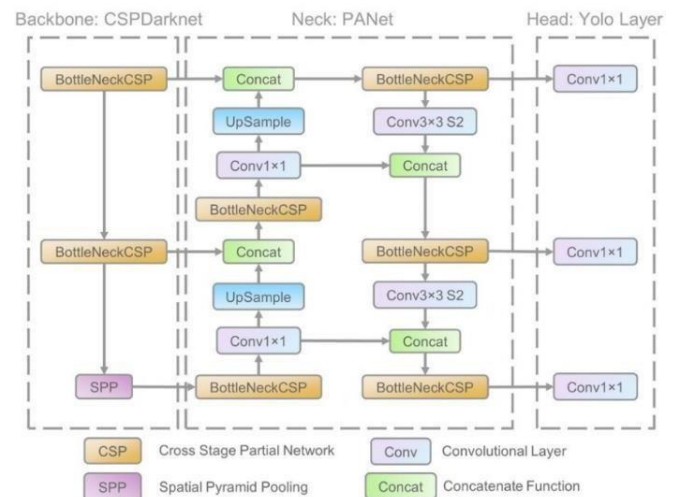 Backbone: CSPDarknet Neck: PANet Head: Yolo Layer
BottleNeckCSP Concat BottleNeckCSP Conv1×1
UpSample Conv3×3 S2
Conv1×1 Concat
BottleNeckCSP
BottleNeckCSP Concat BottleNeckCSP Conv1×1
UpSample Conv3×3 S2
Conv1×1 Concat
SPP BottleNeckCSP BottleNeckCSP Conv1×1
CSP Cross Stage Partial Network Conv Convolutional Layer
SPP Spatial Pyramid Pooling Concat Concatenate Function